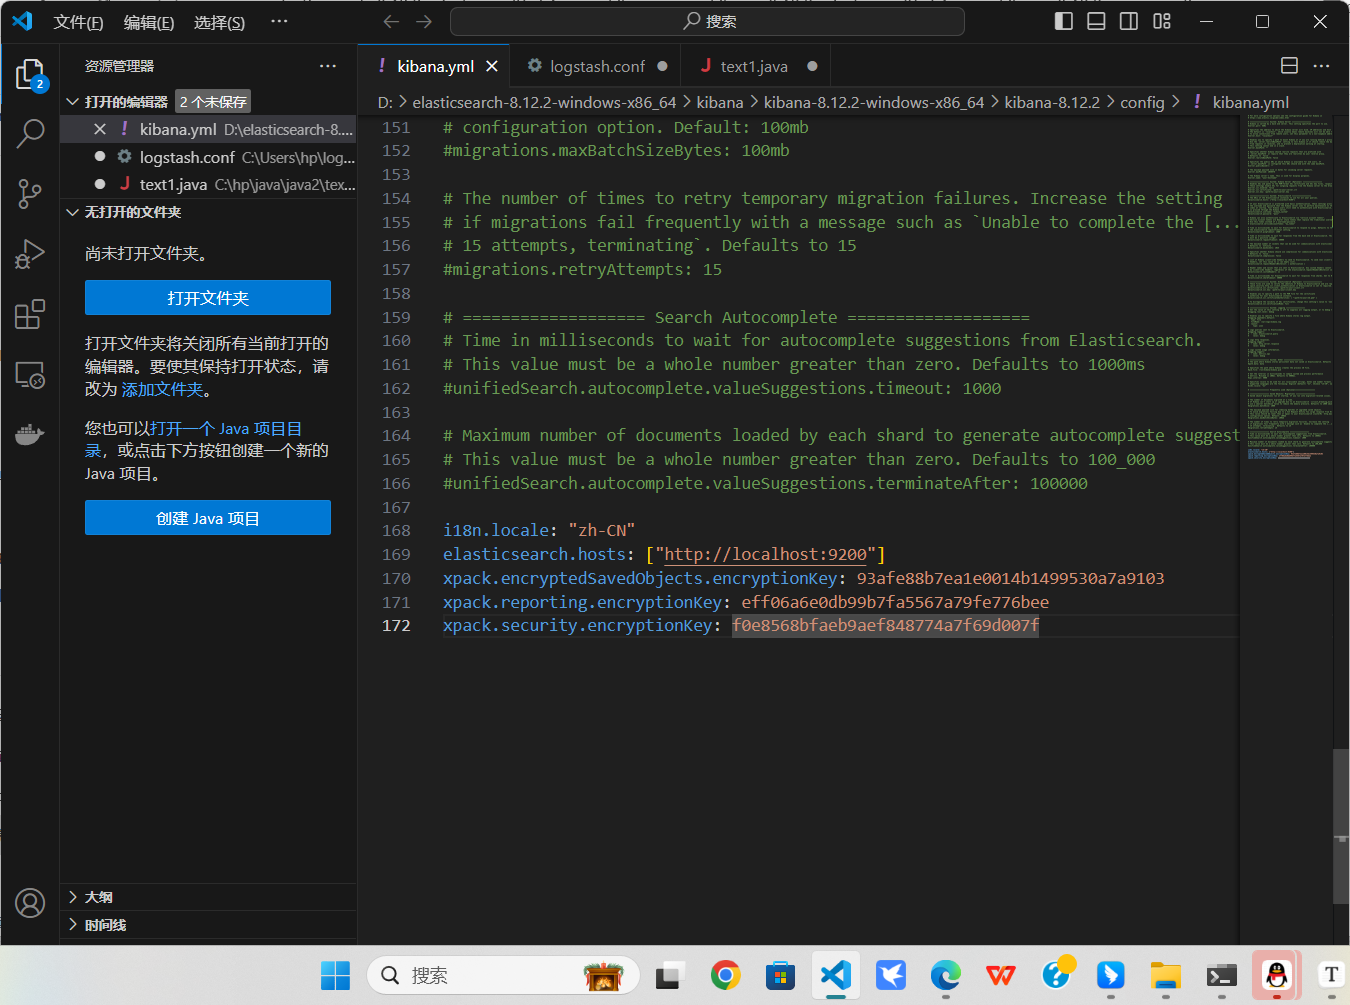 文件(F) 编辑(E) 选择(S) ··· 搜索
资源管理器 ···
打开的编辑器 2 个未保存
kibana.yml D:\elasticsearch-8....
logstash.conf C:\Users\hp\log...
text1.java C:\hp\java\java2\tex...
无打开的文件夹
尚未打开文件夹。
打开文件夹
打开文件夹将关闭所有当前打开的
编辑器。要使其保持打开状态，请
改为 添加文件夹。
您也可以打开一个 Java 项目目
录，或点击下方按钮创建一个新的
Java 项目。
创建 Java 项目
大纲
时间线
2
! kibana.yml logstash.conf J text1.java
D: > elasticsearch-8.12.2-windows-x86_64 > kibana > kibana-8.12.2-windows-x86_64 > kibana-8.12.2 > config > ! kibana.yml
151 # configuration option. Default: 100mb
152 #migrations.maxBatchSizeBytes: 100mb
153
154 # The number of times to retry temporary migration failures. Increase the setting
155 # if migrations fail frequently with a message such as `Unable to complete the [...
156 # 15 attempts, terminating`. Defaults to 15
157 #migrations.retryAttempts: 15
158
159 # =================== Search Autocomplete ===================
160 # Time in milliseconds to wait for autocomplete suggestions from Elasticsearch.
161 # This value must be a whole number greater than zero. Defaults to 1000ms
162 #unifiedSearch.autocomplete.valueSuggestions.timeout: 1000
163
164 # Maximum number of documents loaded by each shard to generate autocomplete suggest
165 # This value must be a whole number greater than zero. Defaults to 100_000
166 #unifiedSearch.autocomplete.valueSuggestions.terminateAfter: 100000
167
168 i18n.locale: "zh-CN"
169 elasticsearch.hosts: ["http://localhost:9200"]
170 xpack.encryptedSavedObjects.encryptionKey: 93afe88b7ea1e0014b1499530a7a9103
171 xpack.reporting.encryptionKey: eff06a6e0db99b7fa5567a79fe776bee
172 xpack.security.encryptionKey: f0e8568bfaeb9aef848774a7f69d007f
搜索